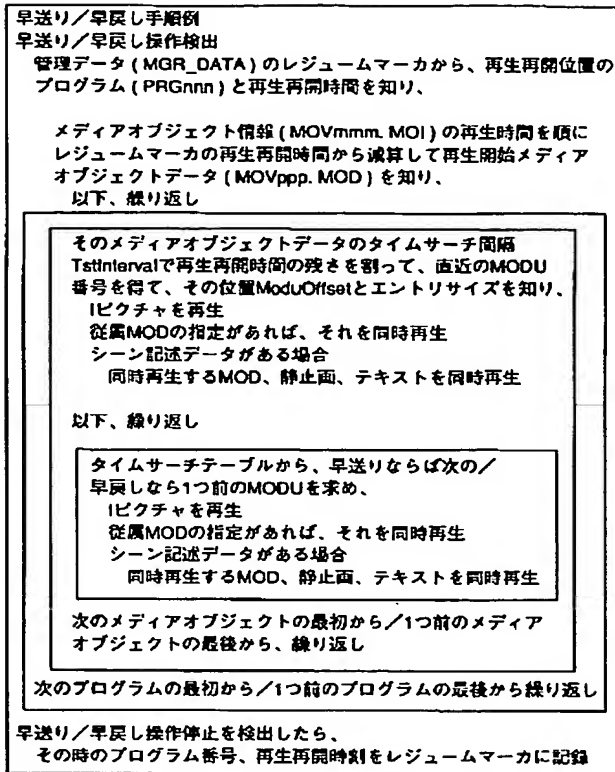 早送り／早戻し手順例
早送り／早戻し操作検出
管理データ ( MGR_DATA) のレジュームマーカから、再生再開位置の
プログラム ( PRGnnn) と再生再開時間を知り、
メディアオブジェクト情報 ( MOVmmm. MOI ) の再生時間を順に
レジュームマーカの再生再開時間から減算して再生開始メディア
オブジェクトデータ ( MOVppp. MOD ) を知り、
以下、繰り返し
そのメディアオブジェクトデータのタイムサーチ間隔
TstIntervalで再生再開時間の残さを割って、直近のMODU
番号を得て、その位置ModuOffsetとエントリサイズを知り、
Iピクチャを再生
従属MODの指定があれば、それを同時再生
シーン記述データがある場合
同時再生するMOD、静止画、テキストを同時再生
以下、繰り返し
タイムサーチテーブルから、早送りならば次の／
早戻しなら1つ前のMODUを求め、
Iピクチャを再生
従属MODの指定があれば、それを同時再生
シーン記述データがある場合
同時再生するMOD、静止画、テキストを同時再生
次のメディアオブジェクトの最初から／1つ前のメディア
オブジェクトの最後から、繰り返し
次のプログラムの最初から／1つ前のプログラムの最後から繰り返し
早送り／早戻し操作停止を検出したら、
その時のプログラム番号、再生再開時刻をレジュームマーカに記録